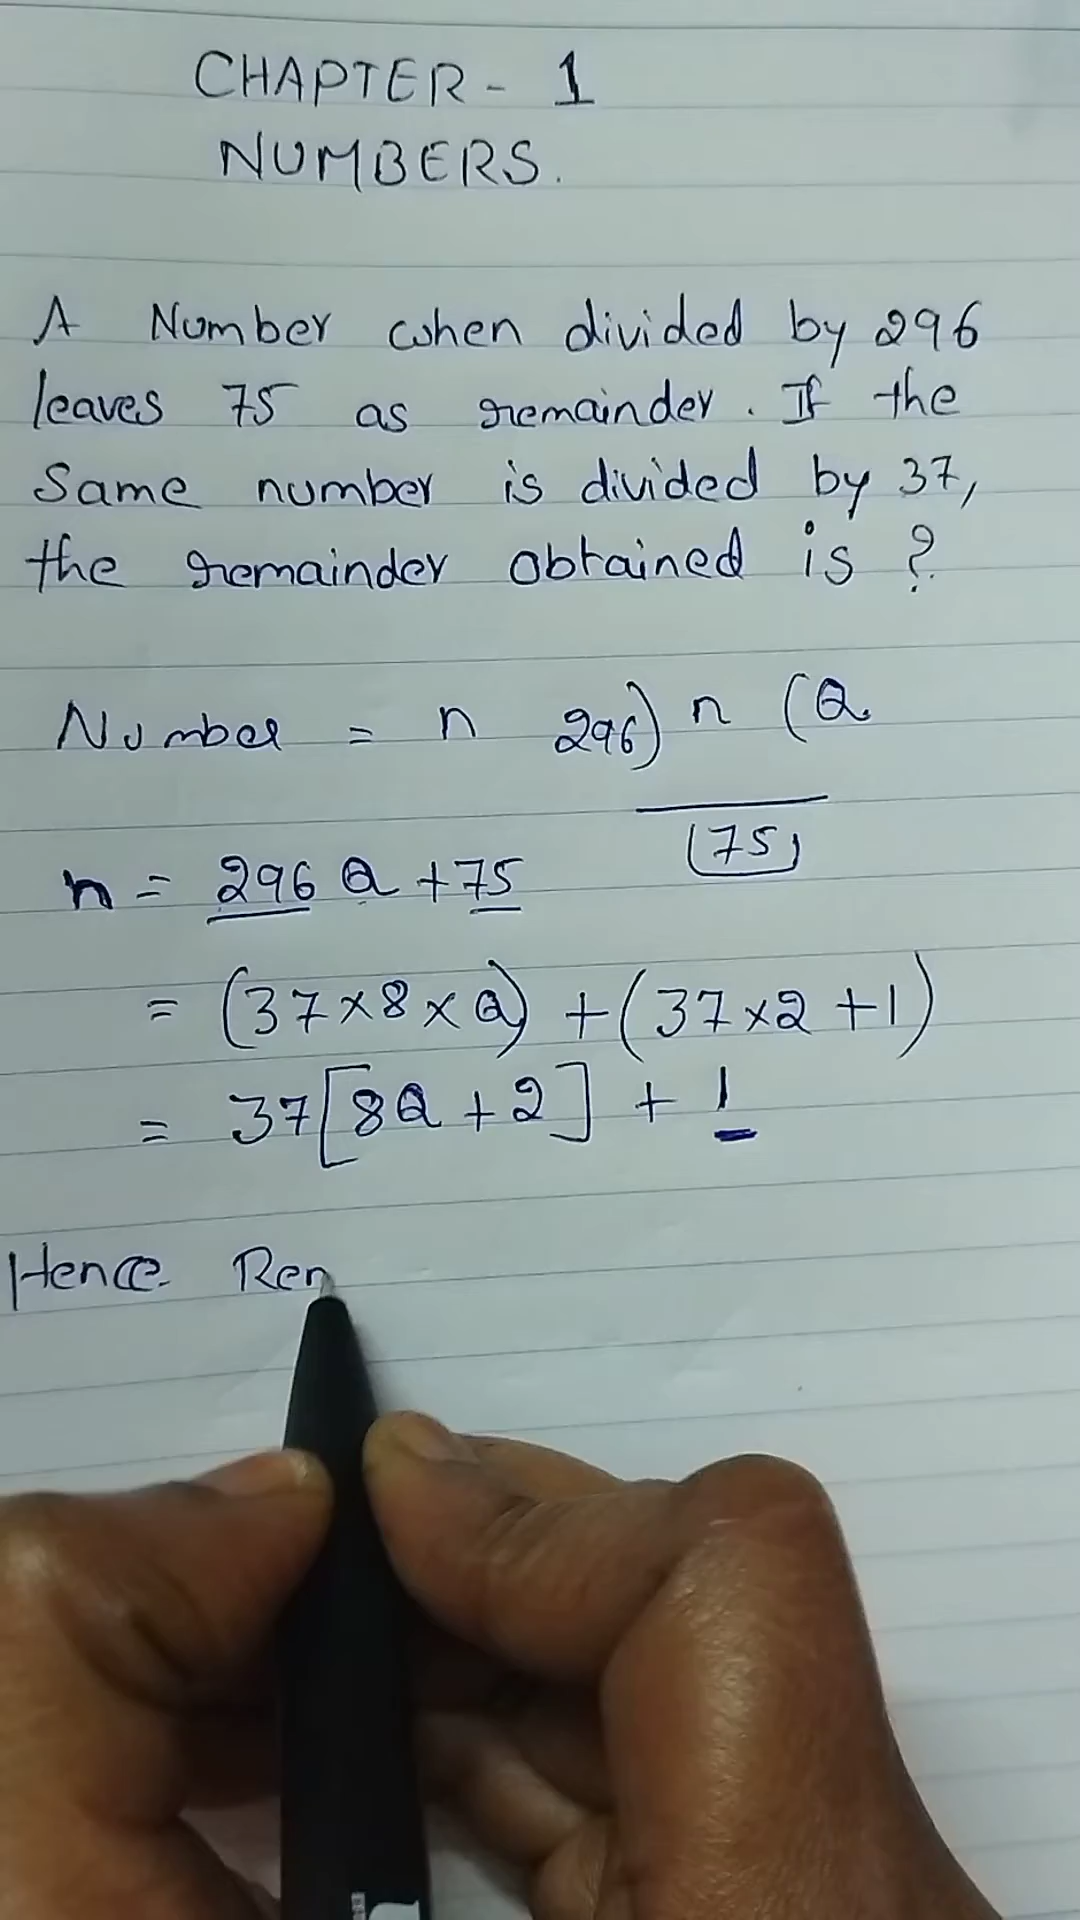 CHAPTER - 1
NUMBERS.
A Number when divided by 296
leaves 75 as remainder. If the
Same number is divided by 37,
the remainder obtained is ?
Number = n 296) n (Q
(75)
n = 296 Q + 75
= (37 × 8 × Q) + (37 × 2 + 1)
= 37 [8Q + 2] + 1
Hence Rem